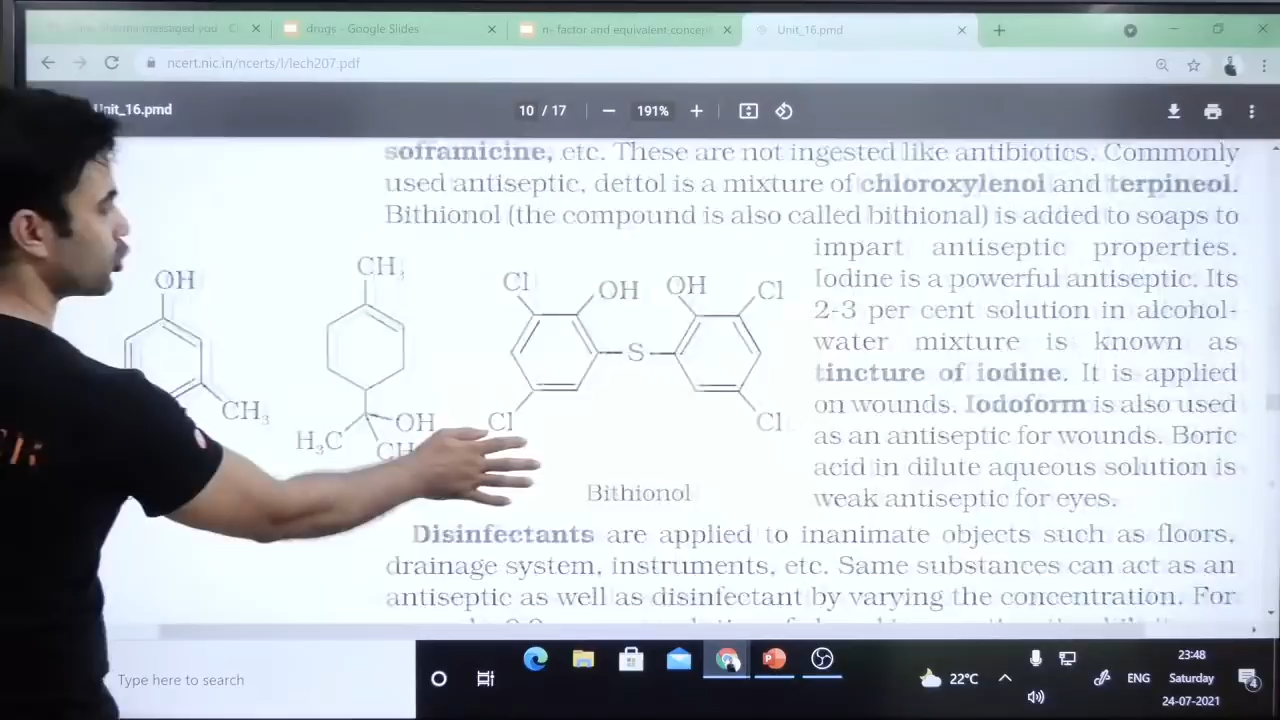 drugs - Google Slides
n- factor and equivalent concep
Unit_16.pmd
ncert.nic.in/ncerts/l/lech207.pdf
Unit_16.pmd
10 / 17
191%
soframicine, etc. These are not ingested like antibiotics. Commonly
used antiseptic, dettol is a mixture of chloroxylenol and terpineol.
Bithionol (the compound is also called bithional) is added to soaps to
impart antiseptic properties.
Iodine is a powerful antiseptic. Its
2-3 per cent solution in alcohol-
water mixture is known as
tincture of iodine. It is applied
on wounds. Iodoform is also used
as an antiseptic for wounds. Boric
acid in dilute aqueous solution is
weak antiseptic for eyes.
OH
CH3
CH3
OH
H3C
CH
Cl
OH
OH
Cl
S
Cl
Cl
Bithionol
Disinfectants are applied to inanimate objects such as floors,
drainage system, instruments, etc. Same substances can act as an
antiseptic as well as disinfectant by varying the concentration. For
Type here to search
22°C
ENG
23:48
Saturday
24-07-2021
4